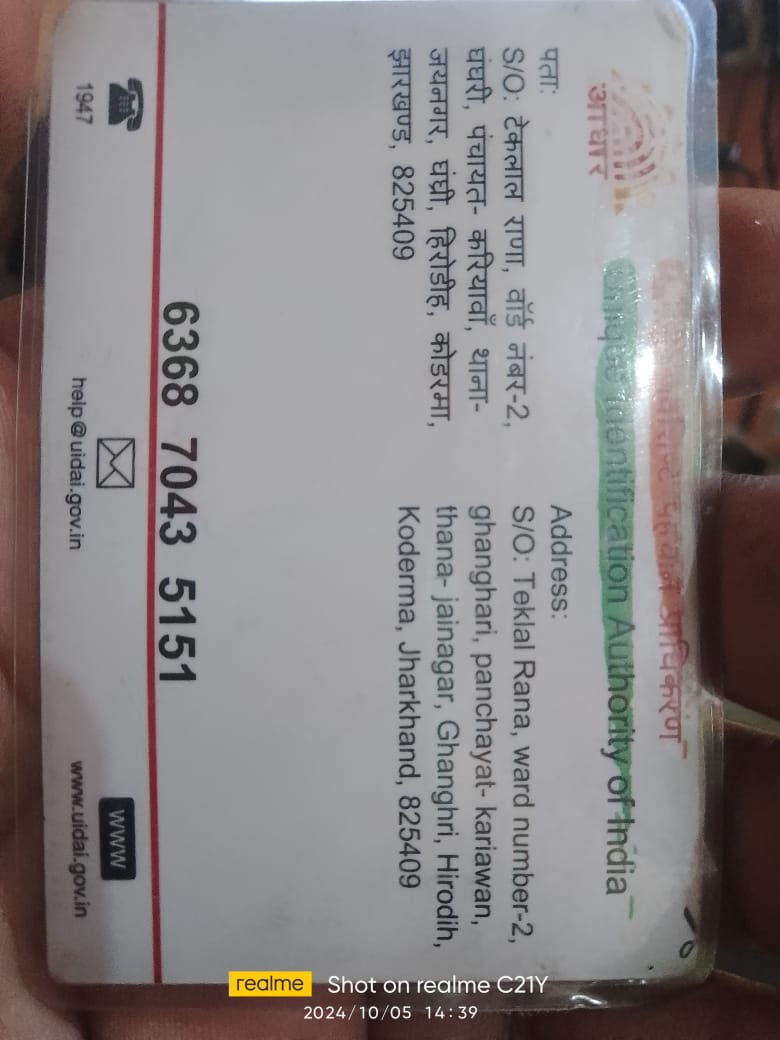 आधार
प्राधिकरण
Unique Identification Authority of India
पताः
S/O: टेकलाल राणा, वॉर्ड नंबर-2,
घंघरी, पंचायत- करियावाँ, थाना-
जयनगर, घंघ्री, हिरोडीह, कोडरमा,
झारखण्ड, 825409
Address:
S/O: Teklal Rana, ward number-2,
ghanghari, panchayat- kariawan,
thana- jainagar, Ghanghri, Hirodih,
Koderma, Jharkhand, 825409
6368 7043 5151
1947
help@uidai.gov.in
www
www.uidai.gov.in
realme Shot on realme C21Y
2024/10/05 14:39